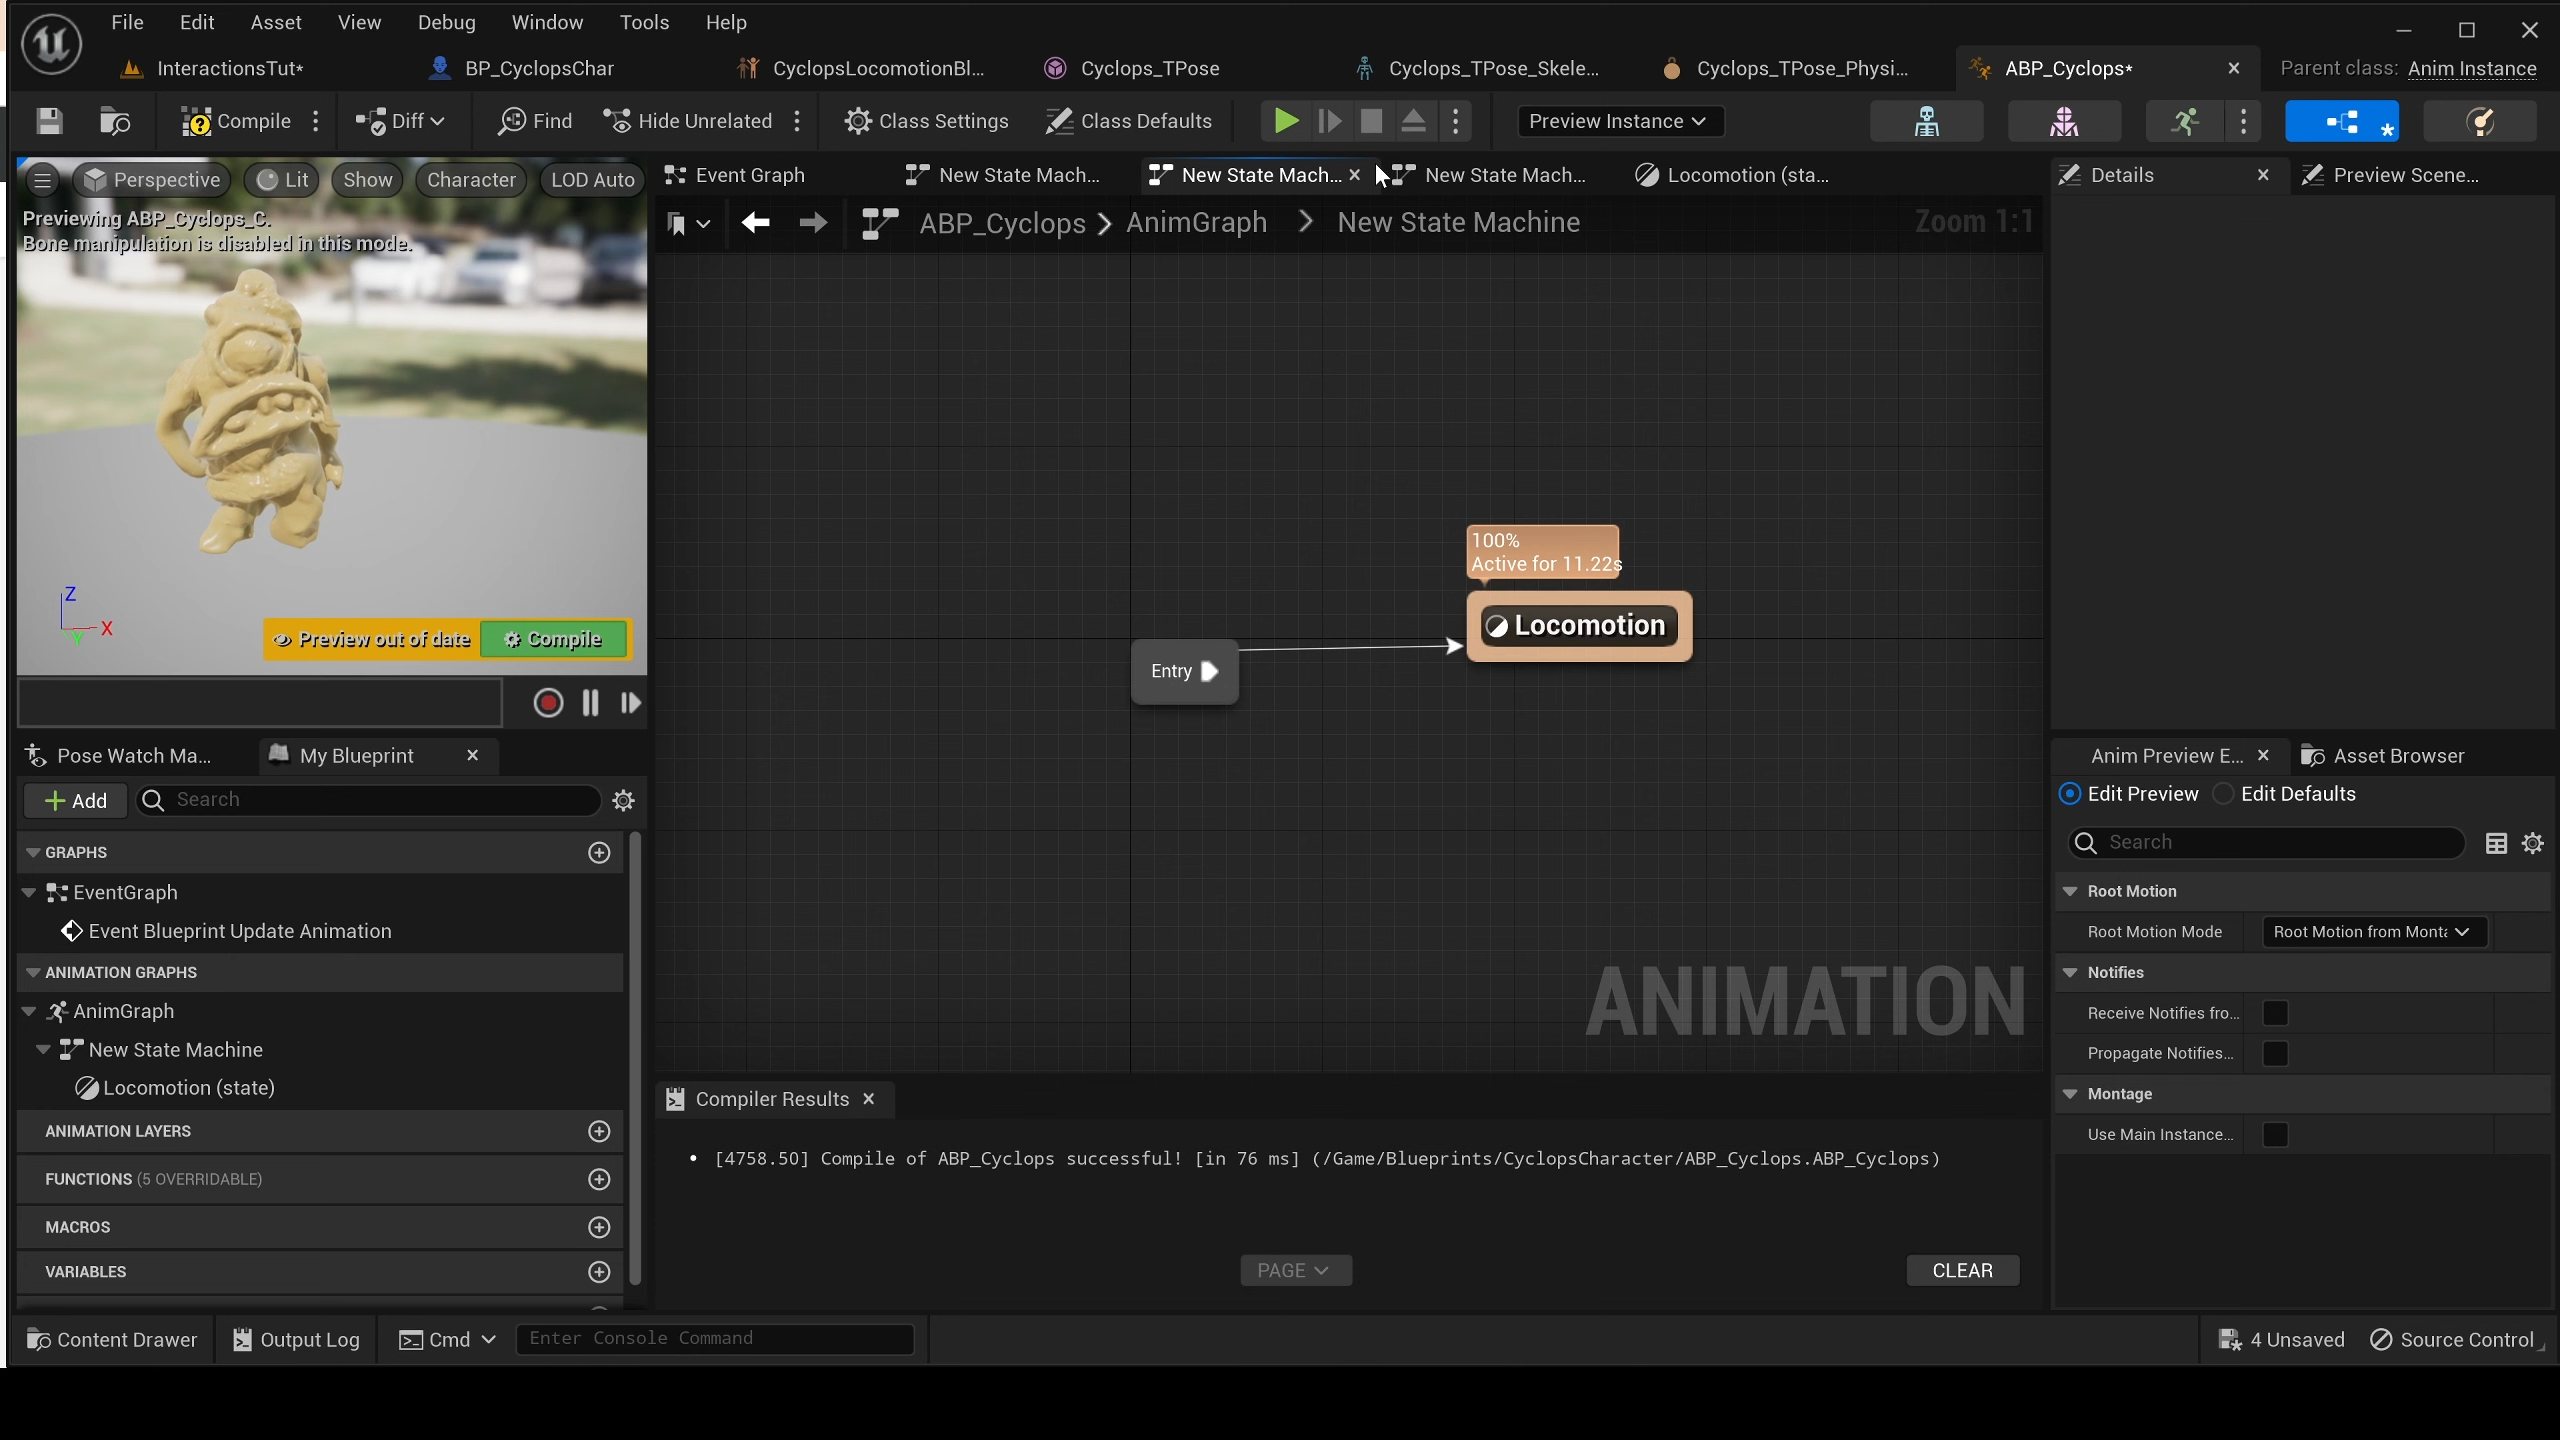 File Edit Asset View Debug Window Tools Help
InteractionsTut* BP_CyclopsChar CyclopsLocomotionBl... Cyclops_TPose Cyclops_TPose_Skele... Cyclops_TPose_Physi... ABP_Cyclops* Parent class: Anim Instance
Compile Diff Find Hide Unrelated Class Settings Class Defaults Preview Instance
Perspective Lit Show Character LOD Auto
Event Graph New State Mach... New State Mach... New State Mach... Locomotion (sta... Details Preview Scene...
Previewing ABP_Cyclops_C.
Bone manipulation is disabled in this mode.
ABP_Cyclops > AnimGraph > New State Machine Zoom 1:1
100%
Active for 11.22s
Locomotion
Entry
Z
X
Y
Preview out of date Compile
ANIMATION
Pose Watch Ma... My Blueprint
Add Search
GRAPHS
EventGraph
Event Blueprint Update Animation
ANIMATION GRAPHS
AnimGraph
New State Machine
Locomotion (state)
ANIMATION LAYERS
FUNCTIONS (5 OVERRIDABLE)
MACROS
VARIABLES
Compiler Results
• [4758.50] Compile of ABP_Cyclops successful! [in 76 ms] (/Game/Blueprints/CyclopsCharacter/ABP_Cyclops.ABP_Cyclops)
PAGE CLEAR
Anim Preview E... Asset Browser
Edit Preview Edit Defaults
Search
Root Motion
Root Motion Mode Root Motion from Monta
Notifies
Receive Notifies fro...
Propagate Notifies...
Montage
Use Main Instance...
Content Drawer Output Log Cmd Enter Console Command 4 Unsaved Source Control